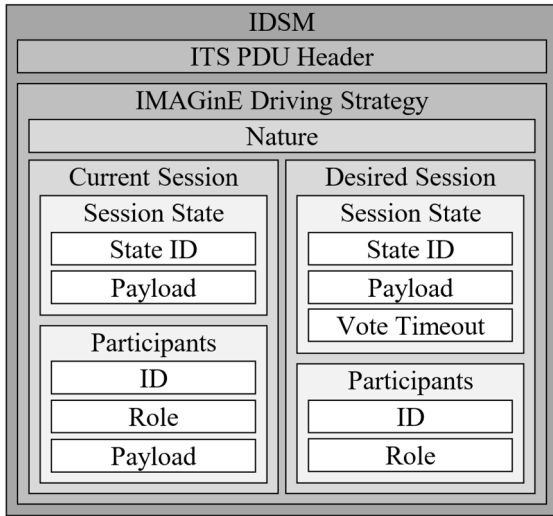 IDSM
ITS PDU Header
IMAGinE Driving Strategy
Nature
Current Session
Session State
State ID
Payload
Participants
ID
Role
Payload
Desired Session
Session State
State ID
Payload
Vote Timeout
Participants
ID
Role